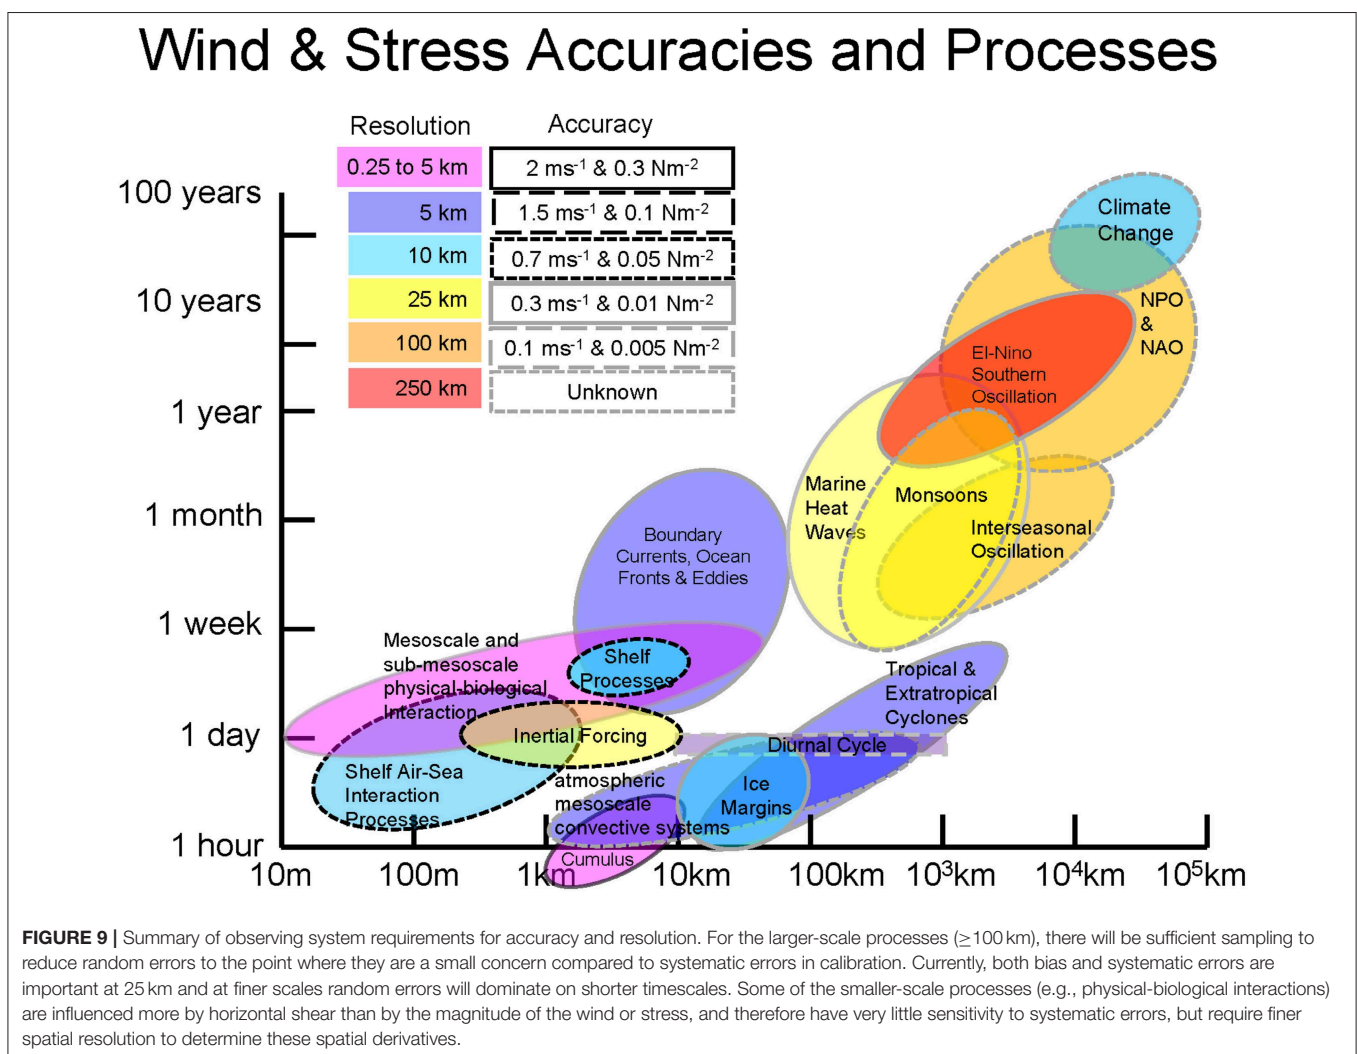 Wind & Stress Accuracies and Processes
Resolution
Accuracy
0.25 to 5 km
2 ms⁻¹ & 0.3 Nm⁻²
5 km
1.5 ms⁻¹ & 0.1 Nm⁻²
10 km
0.7 ms⁻¹ & 0.05 Nm⁻²
25 km
0.3 ms⁻¹ & 0.01 Nm⁻²
100 km
0.1 ms⁻¹ & 0.005 Nm⁻²
250 km
Unknown
100 years
10 years
1 year
1 month
1 week
1 day
1 hour
Climate
Change
NPO
&
NAO
El-Nino
Southern
Oscillation
Marine
Heat
Waves
Monsoons
Interseasonal
Oscillation
Boundary
Currents, Ocean
Fronts & Eddies
Mesoscale and
sub-mesoscale
physical-biological
Interaction
Shelf
Processes
Tropical &
Extratropical
Cyclones
Inertial Forcing
Diurnal Cycle
Shelf Air-Sea
Interaction
Processes
atmospheric
mesoscale
convective systems
Ice
Margins
Cumulus
10m
100m
1km
10km
100km
10³km
10⁴km
10⁵km
FIGURE 9 | Summary of observing system requirements for accuracy and resolution. For the larger-scale processes (≥100 km), there will be sufficient sampling to
reduce random errors to the point where they are a small concern compared to systematic errors in calibration. Currently, both bias and systematic errors are
important at 25 km and at finer scales random errors will dominate on shorter timescales. Some of the smaller-scale processes (e.g., physical-biological interactions)
are influenced more by horizontal shear than by the magnitude of the wind or stress, and therefore have very little sensitivity to systematic errors, but require finer
spatial resolution to determine these spatial derivatives.